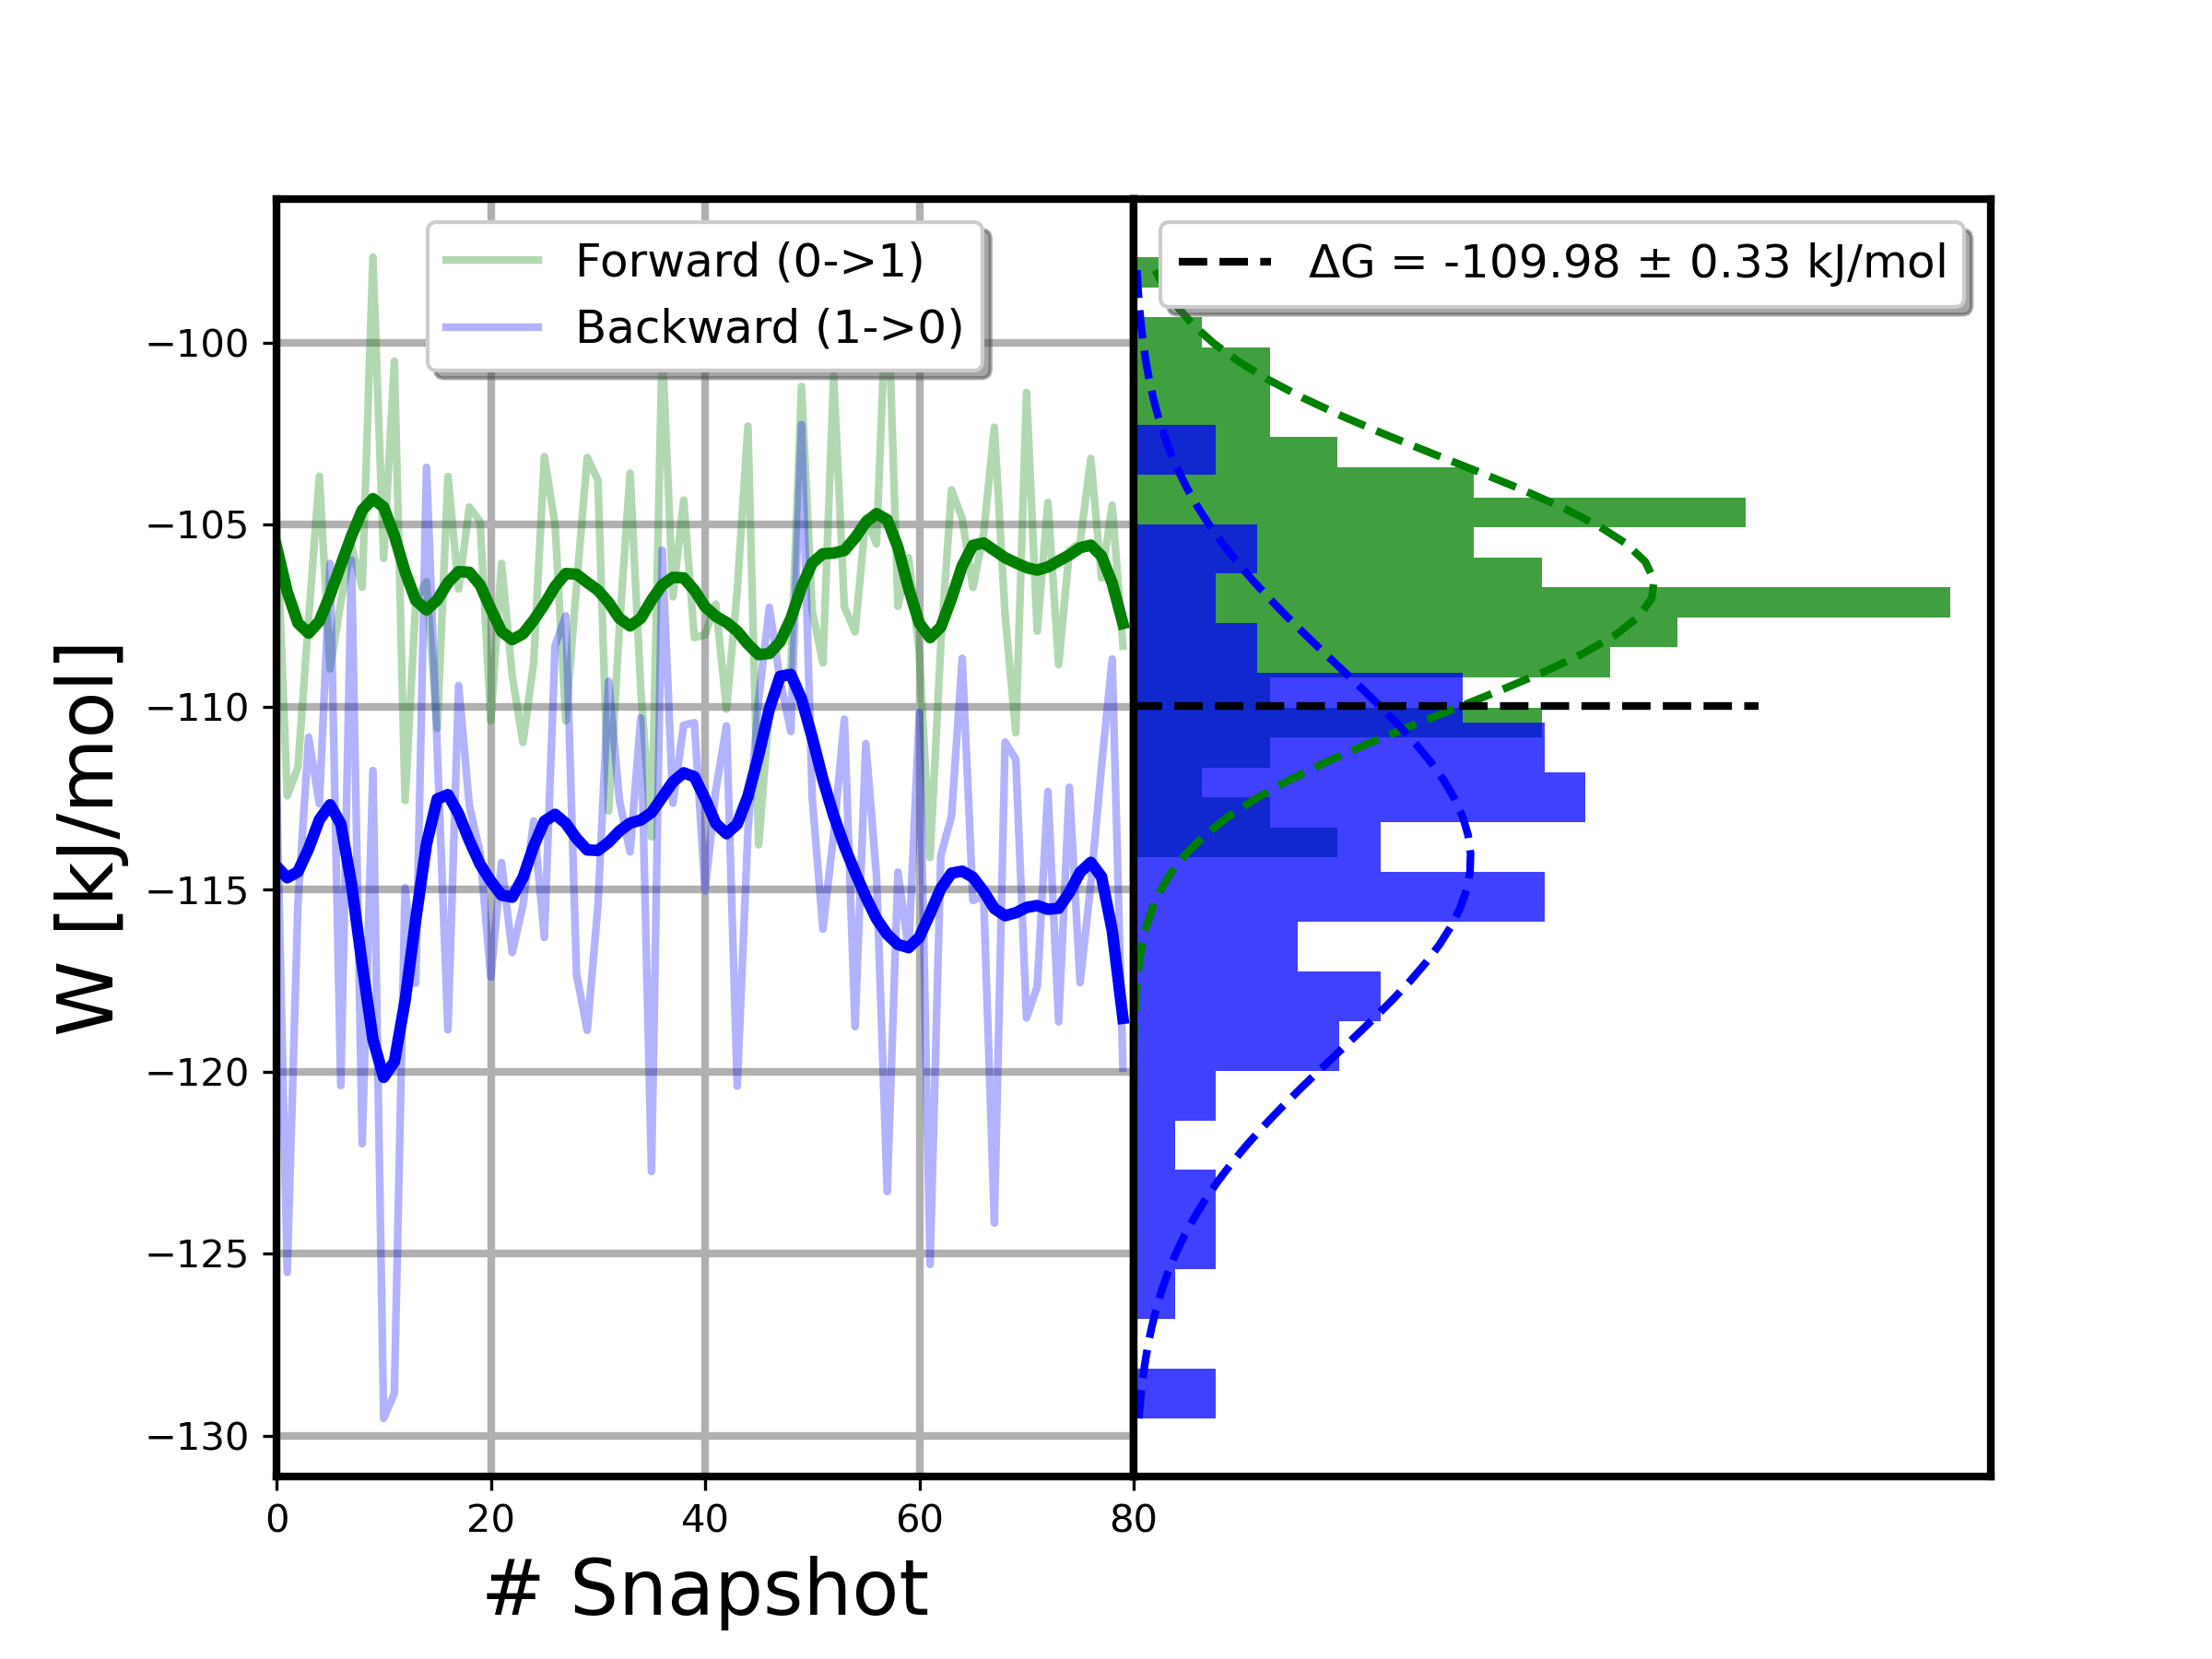 Forward (0->1)
Backward (1->0)
ΔG = -109.98 ± 0.33 kJ/mol
W [kJ/mol]
−100
−105
−110
−115
−120
−125
−130
0 20 40 60 80
# Snapshot